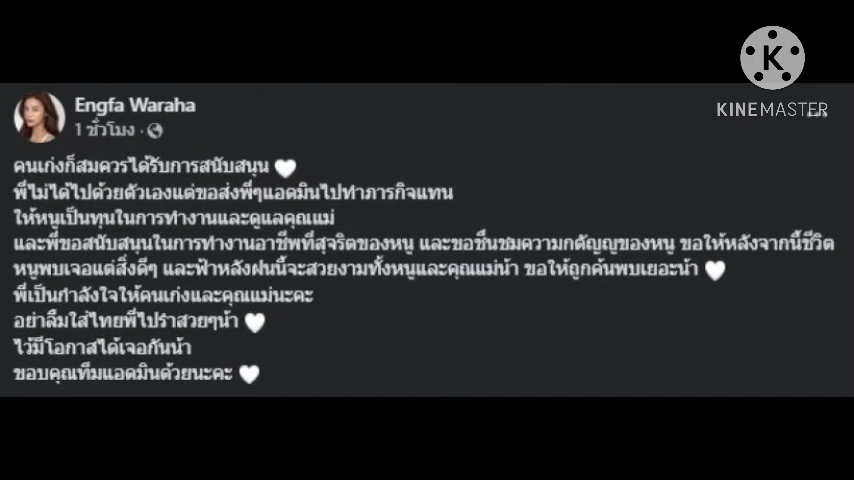 KINEMASTER
Engfa Waraha
1 ชั่วโมง ·
คนเก่งก็สมควรได้รับการสนับสนุน 🤍
พี่ไม่ได้ไปด้วยตัวเองแต่ขอส่งพี่ๆแอดมินไปทำภารกิจแทน
ให้หนูเป็นทุนในการทำงานและดูแลคุณแม่
และพี่ขอสนับสนุนในการทำงานอาชีพที่สุจริตของหนู และขอชื่นชมความกตัญญูของหนู ขอให้หลังจากนี้ชีวิต
หนูพบเจอแต่สิ่งดีๆ และฟ้าหลังฝนนี้จะสวยงามทั้งหนูและคุณแม่น้า ขอให้ถูกค้นพบเยอะน้า 🤍
พี่เป็นกำลังใจให้คนเก่งและคุณแม่นะคะ
อย่าลืมใส่ไทยพี่ไปรำสวยๆน้า 🤍
ไว้มีโอกาสได้เจอกันน้า
ขอบคุณทีมแอดมินด้วยนะคะ 🤍